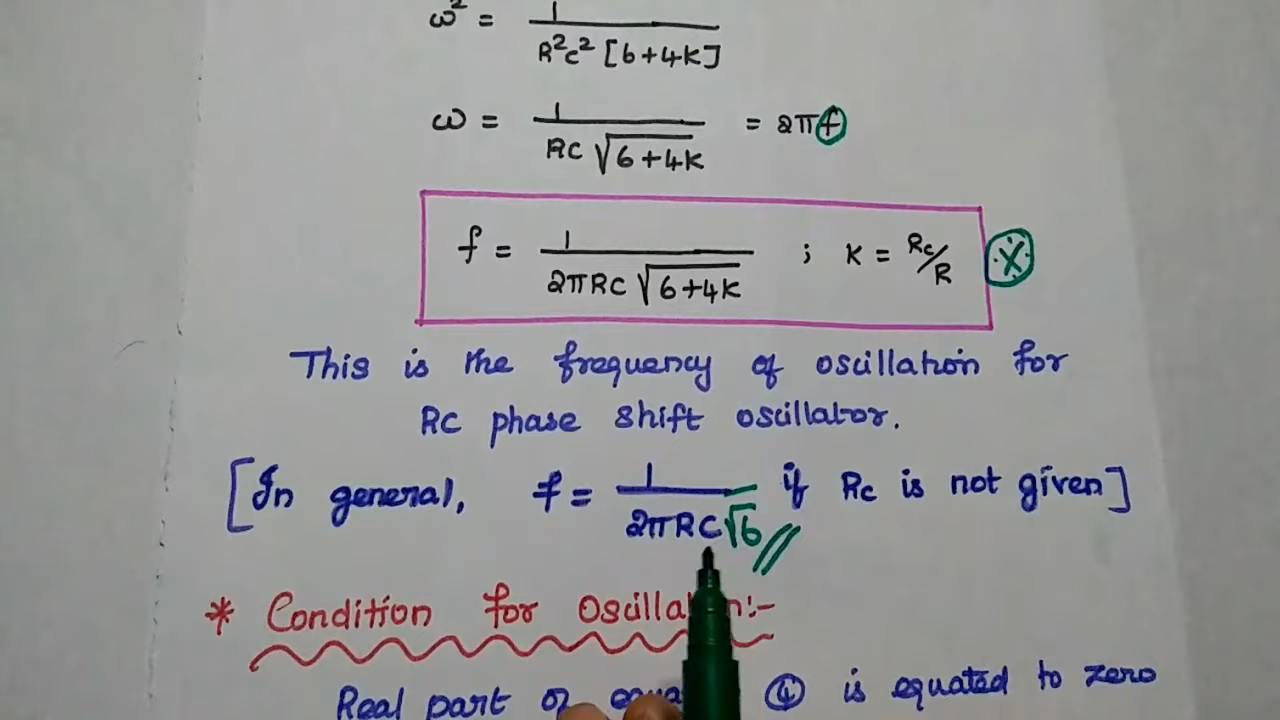 ω² = 1 / R²C² [6+4K]
ω = 1 / RC √6+4K = 2πf
f = 1 / 2πRC √6+4K ; K = Rc/R
This is the frequency of oscillation for
RC phase shift oscillator.
[In general, f = 1 / 2πRC√6 if Rc is not given]
* Condition for :-
Real part ④ is equated to zero